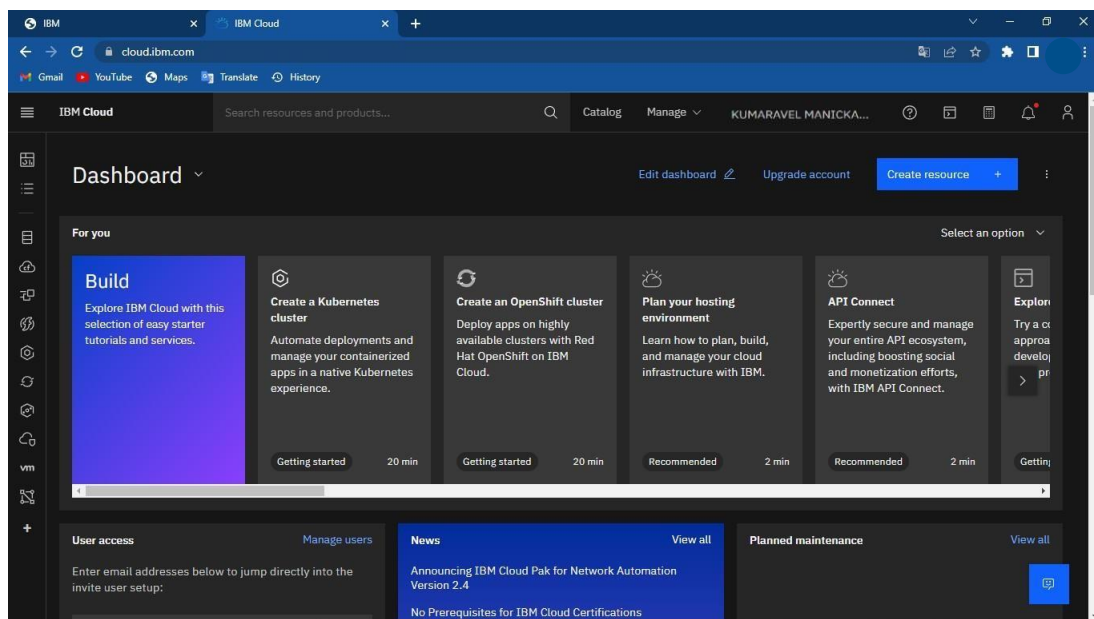 IBM
IBM Cloud
cloud.ibm.com
Gmail YouTube Maps Translate History
IBM Cloud
Search resources and products...
Catalog
Manage
KUMARAVEL MANICKA...
Dashboard
Edit dashboard
Upgrade account
Create resource +
For you
Select an option
Build
Explore IBM Cloud with this
selection of easy starter
tutorials and services.
Create a Kubernetes
cluster
Automate deployments and
manage your containerized
apps in a native Kubernetes
experience.
Getting started 20 min
Create an OpenShift cluster
Deploy apps on highly
available clusters with Red
Hat OpenShift on IBM
Cloud.
Getting started 20 min
Plan your hosting
environment
Learn how to plan, build,
and manage your cloud
infrastructure with IBM.
Recommended 2 min
API Connect
Expertly secure and manage
your entire API ecosystem,
including boosting social
and monetization efforts,
with IBM API Connect.
Recommended 2 min
Explor
Try a c
approa
develo
pr
Getting
vm
User access
Manage users
Enter email addresses below to jump directly into the
invite user setup:
News
View all
Announcing IBM Cloud Pak for Network Automation
Version 2.4
No Prerequisites for IBM Cloud Certifications
Planned maintenance
View all